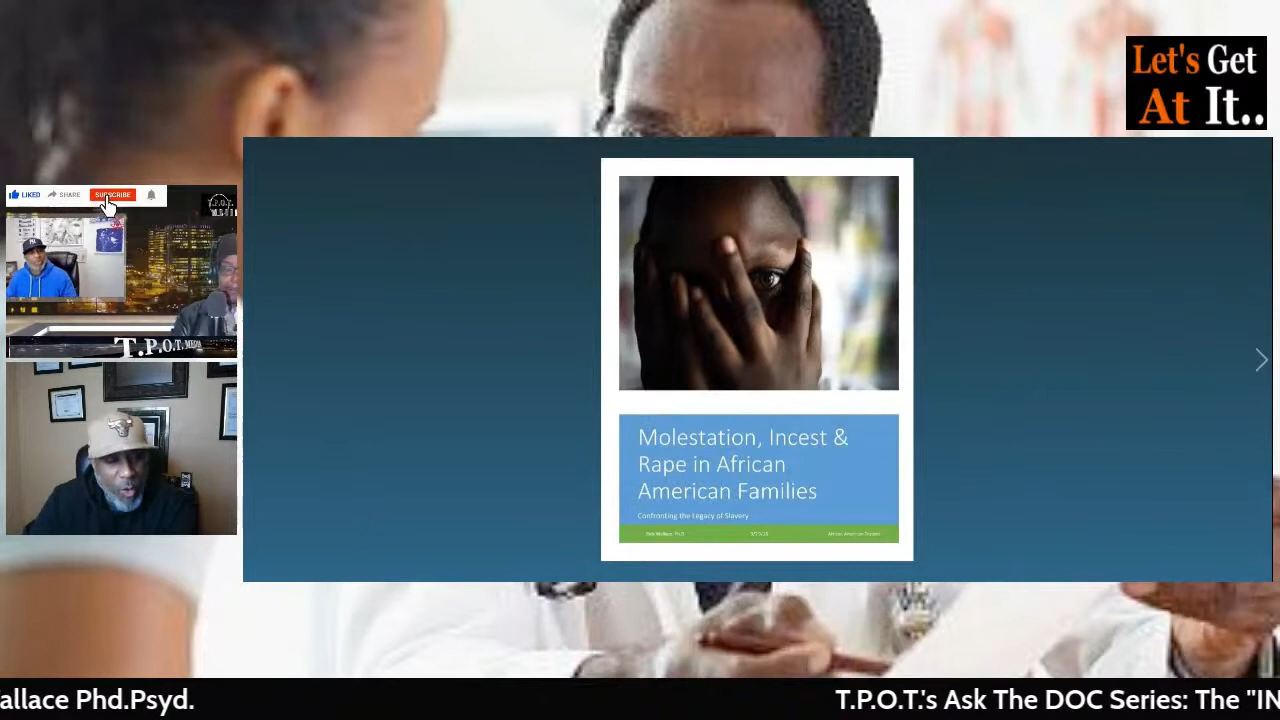 Let's Get
At It..
LIKED
SHARE
SUBSCRIBE
T.P.O.T. MEDIA
Molestation, Incest &
Rape in African
American Families
Confronting the Legacy of Slavery
allace Phd.Psyd.
T.P.O.T.'s Ask The DOC Series: The "IN